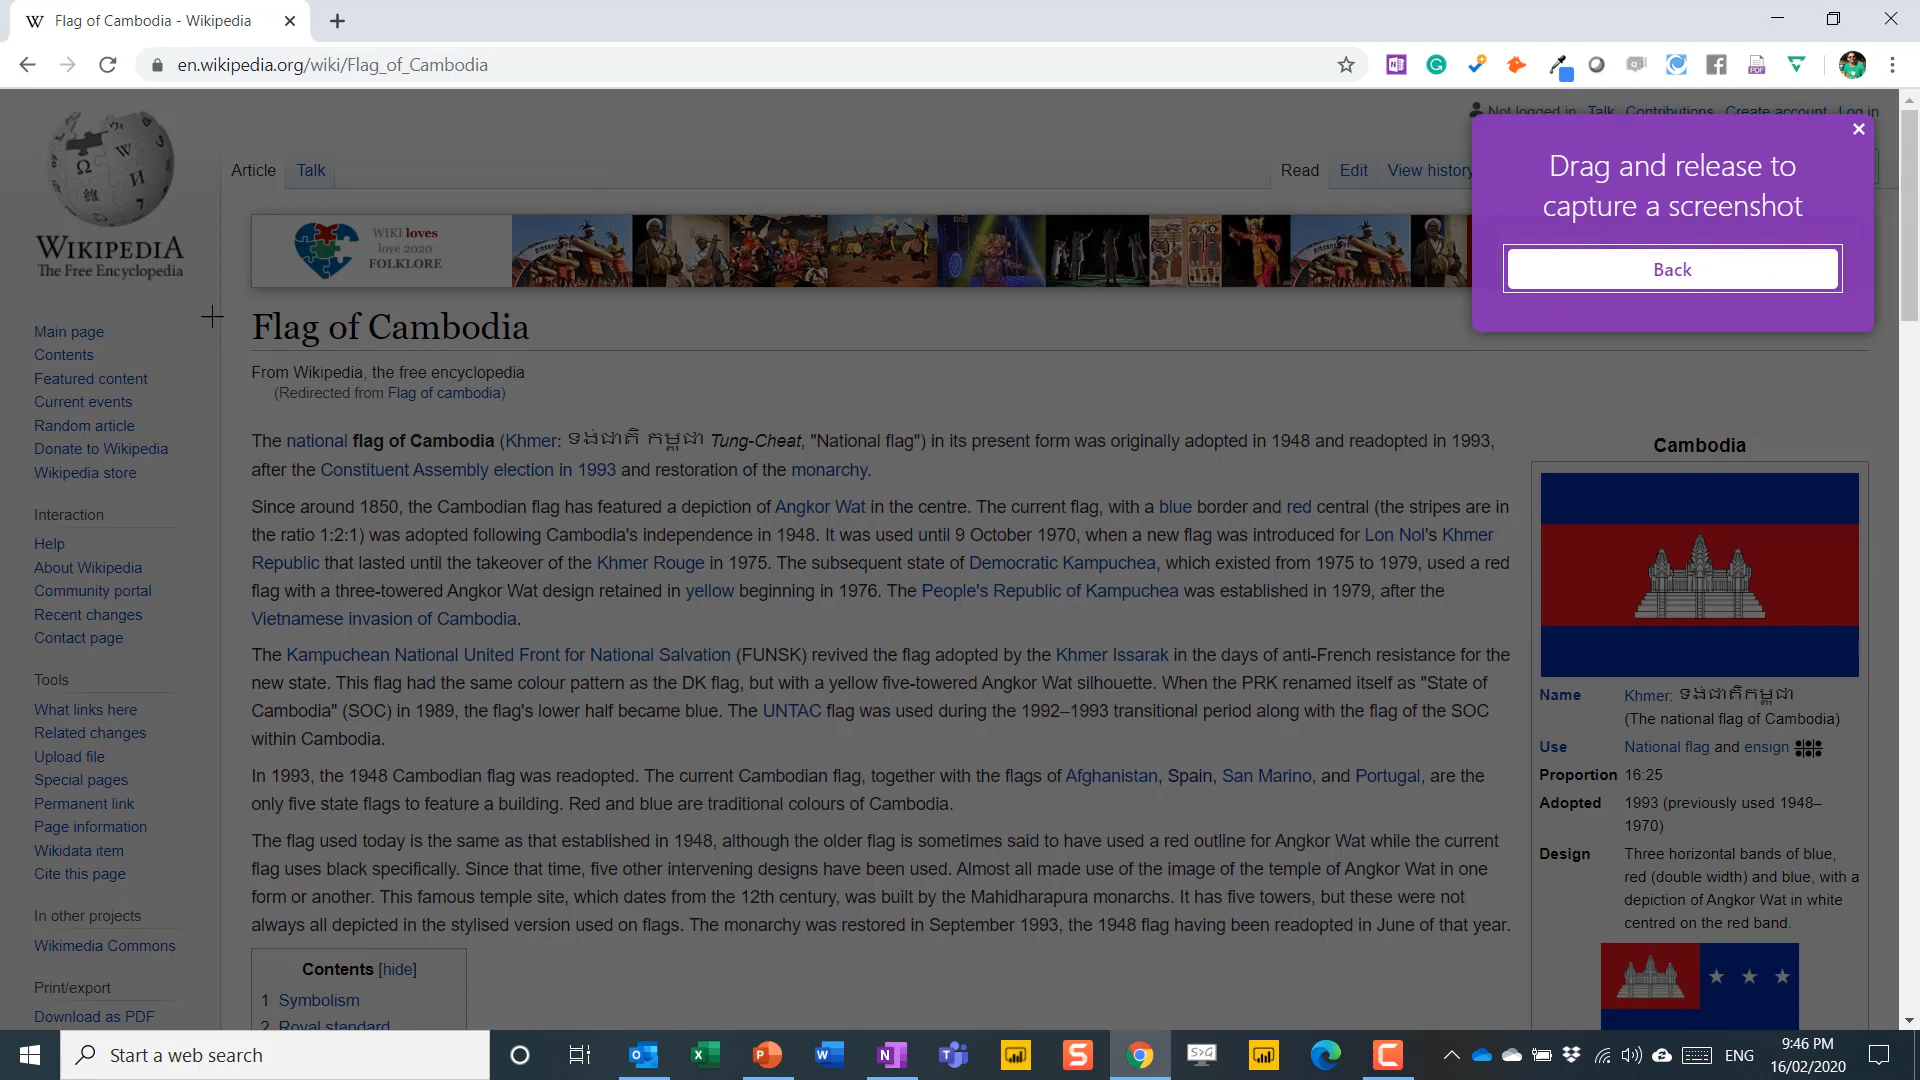 Flag of Cambodia - Wikipedia
en.wikipedia.org/wiki/Flag_of_Cambodia
Not logged in Talk Contributions Create account Log in
Drag and release to
capture a screenshot
Back
WIKIPEDIA
The Free Encyclopedia
Article Talk Read Edit View history
WIKI loves
love 2020
FOLKLORE
Main page
Contents
Featured content
Current events
Random article
Donate to Wikipedia
Wikipedia store
Interaction
Help
About Wikipedia
Community portal
Recent changes
Contact page
Tools
What links here
Related changes
Upload file
Special pages
Permanent link
Page information
Wikidata item
Cite this page
In other projects
Wikimedia Commons
Print/export
Download as PDF
Flag of Cambodia
From Wikipedia, the free encyclopedia
(Redirected from Flag of cambodia)
The national flag of Cambodia (Khmer: ទង់ជាតិ កម្ពុជា Tung-Cheat, "National flag") in its present form was originally adopted in 1948 and readopted in 1993,
after the Constituent Assembly election in 1993 and restoration of the monarchy.
Since around 1850, the Cambodian flag has featured a depiction of Angkor Wat in the centre. The current flag, with a blue border and red central (the stripes are in
the ratio 1:2:1) was adopted following Cambodia's independence in 1948. It was used until 9 October 1970, when a new flag was introduced for Lon Nol's Khmer
Republic that lasted until the takeover of the Khmer Rouge in 1975. The subsequent state of Democratic Kampuchea, which existed from 1975 to 1979, used a red
flag with a three-towered Angkor Wat design retained in yellow beginning in 1976. The People's Republic of Kampuchea was established in 1979, after the
Vietnamese invasion of Cambodia.
The Kampuchean National United Front for National Salvation (FUNSK) revived the flag adopted by the Khmer Issarak in the days of anti-French resistance for the
new state. This flag had the same colour pattern as the DK flag, but with a yellow five-towered Angkor Wat silhouette. When the PRK renamed itself as "State of
Cambodia" (SOC) in 1989, the flag's lower half became blue. The UNTAC flag was used during the 1992–1993 transitional period along with the flag of the SOC
within Cambodia.
In 1993, the 1948 Cambodian flag was readopted. The current Cambodian flag, together with the flags of Afghanistan, Spain, San Marino, and Portugal, are the
only five state flags to feature a building. Red and blue are traditional colours of Cambodia.
The flag used today is the same as that established in 1948, although the older flag is sometimes said to have used a red outline for Angkor Wat while the current
flag uses black specifically. Since that time, five other intervening designs have been used. Almost all made use of the image of the temple of Angkor Wat in one
form or another. This famous temple site, which dates from the 12th century, was built by the Mahidharapura monarchs. It has five towers, but these were not
always all depicted in the stylised version used on flags. The monarchy was restored in September 1993, the 1948 flag having been readopted in June of that year.
Contents [hide]
1 Symbolism
2 Royal standard
Cambodia
Name Khmer: ទង់ជាតិកម្ពុជា
(The national flag of Cambodia)
Use National flag and ensign
Proportion 16:25
Adopted 1993 (previously used 1948–
1970)
Design Three horizontal bands of blue,
red (double width) and blue, with a
depiction of Angkor Wat in white
centred on the red band.
Start a web search
ENG
9:46 PM
16/02/2020